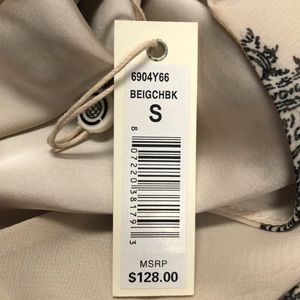 6904Y66
BEIGCHBK
S
8 07220 38179 3
MSRP
$128.00